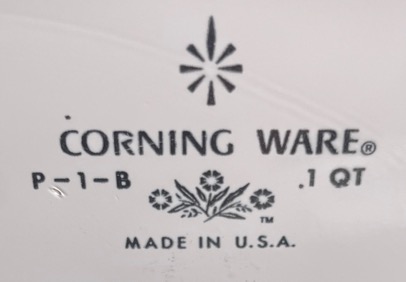 CORNING WARE®
P-1-B .1 QT
TM
MADE IN U.S.A.